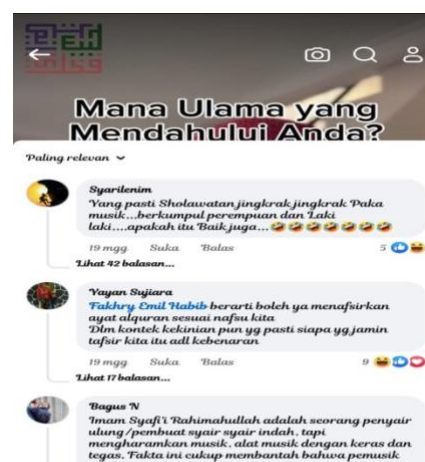 Mana Ulama yang
Mendahului Anda?
Paling relevan
Syarilenim
Yang pasti Sholawatan jingkrak jingkrak Paka
musik...berkumpul perempuan dan Laki
laki....apakah itu Baik juga...🤣🤣🤣🤣🤣🤣🤣
19 mgg Suka Balas 5
Lihat 42 balasan...
Yayan Sujiara
Fakhry Emil Habib berarti boleh ya menafsirkan
ayat alquran sesuai nafsu kita
Dlm kontek kekinian pun yg pasti siapa yg jamin
tafsir kita itu adl kebenaran
19 mgg Suka Balas 9
Lihat 17 balasan...
Bagus N
Imam Syafi'i Rahimahullah adalah seorang penyair
ulung/pembuat syair syair indah, tapi
mengharamkan musik, alat musik dengan keras dan
tegas. Fakta ini cukup membantah bahwa pemusik